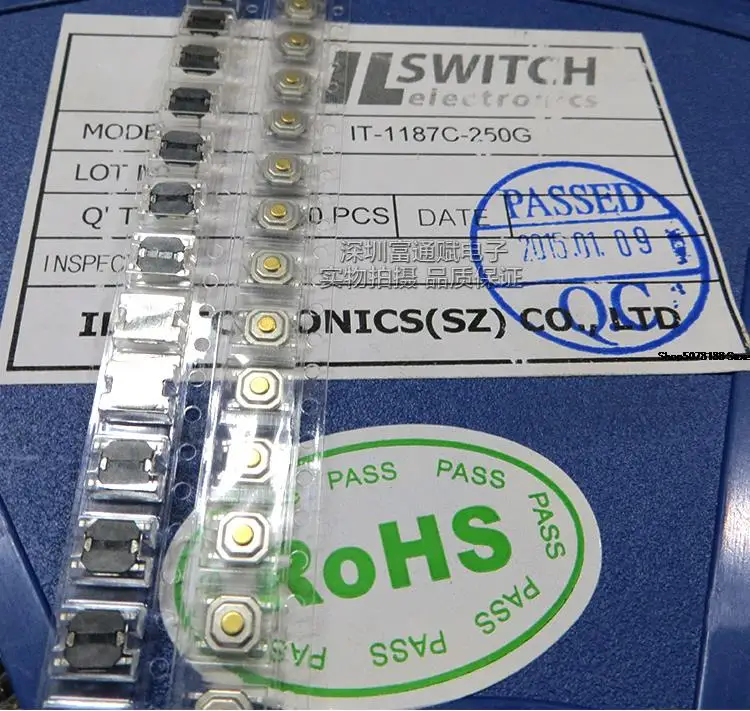 SWITCH
electronics
IT-1187C-250G
LOT
Q'T 0 PCS DATE
PASSED
2015.01.09
QC
深圳富通赋电子
实物拍摄 品质保证
ONICS(SZ) CO., LTD
PASS PASS PASS
RoHS
PASS PASS PASS PASS